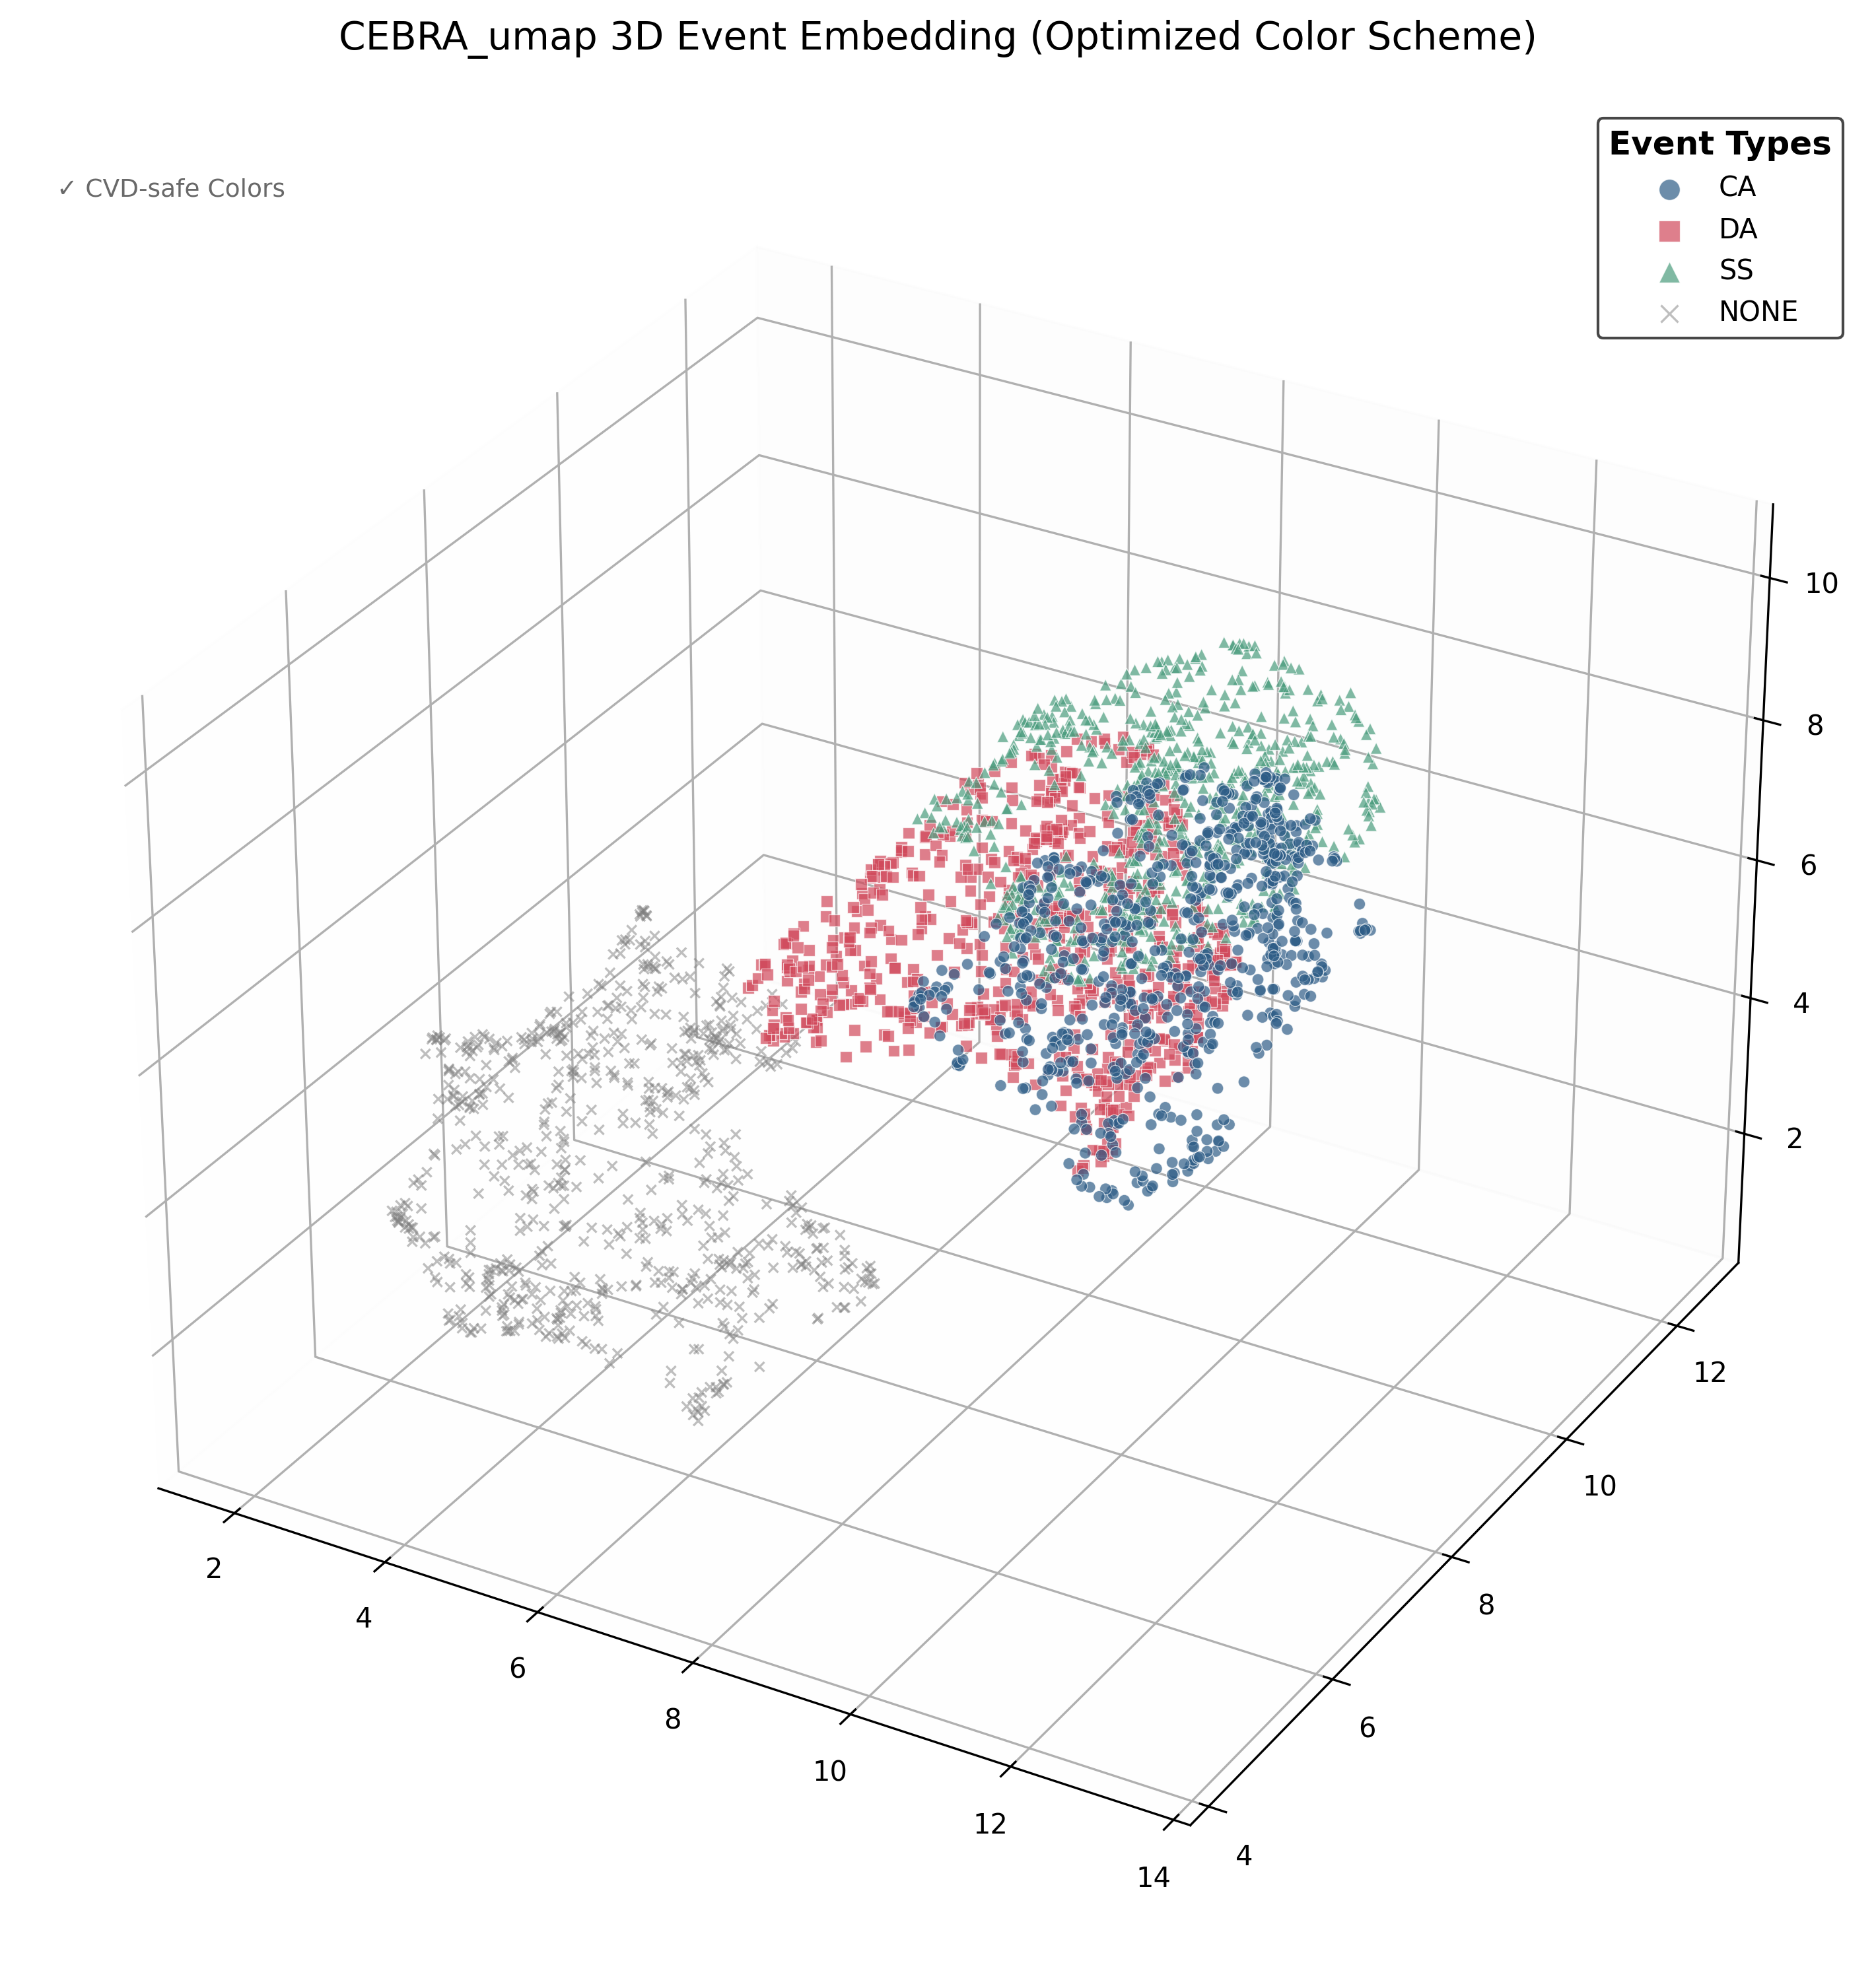 CEBRA_umap 3D Event Embedding (Optimized Color Scheme)
✓ CVD-safe Colors
Event Types
CA
DA
SS
NONE
10
8
6
4
2
12
10
8
6
4
2
4
6
8
10
12
14